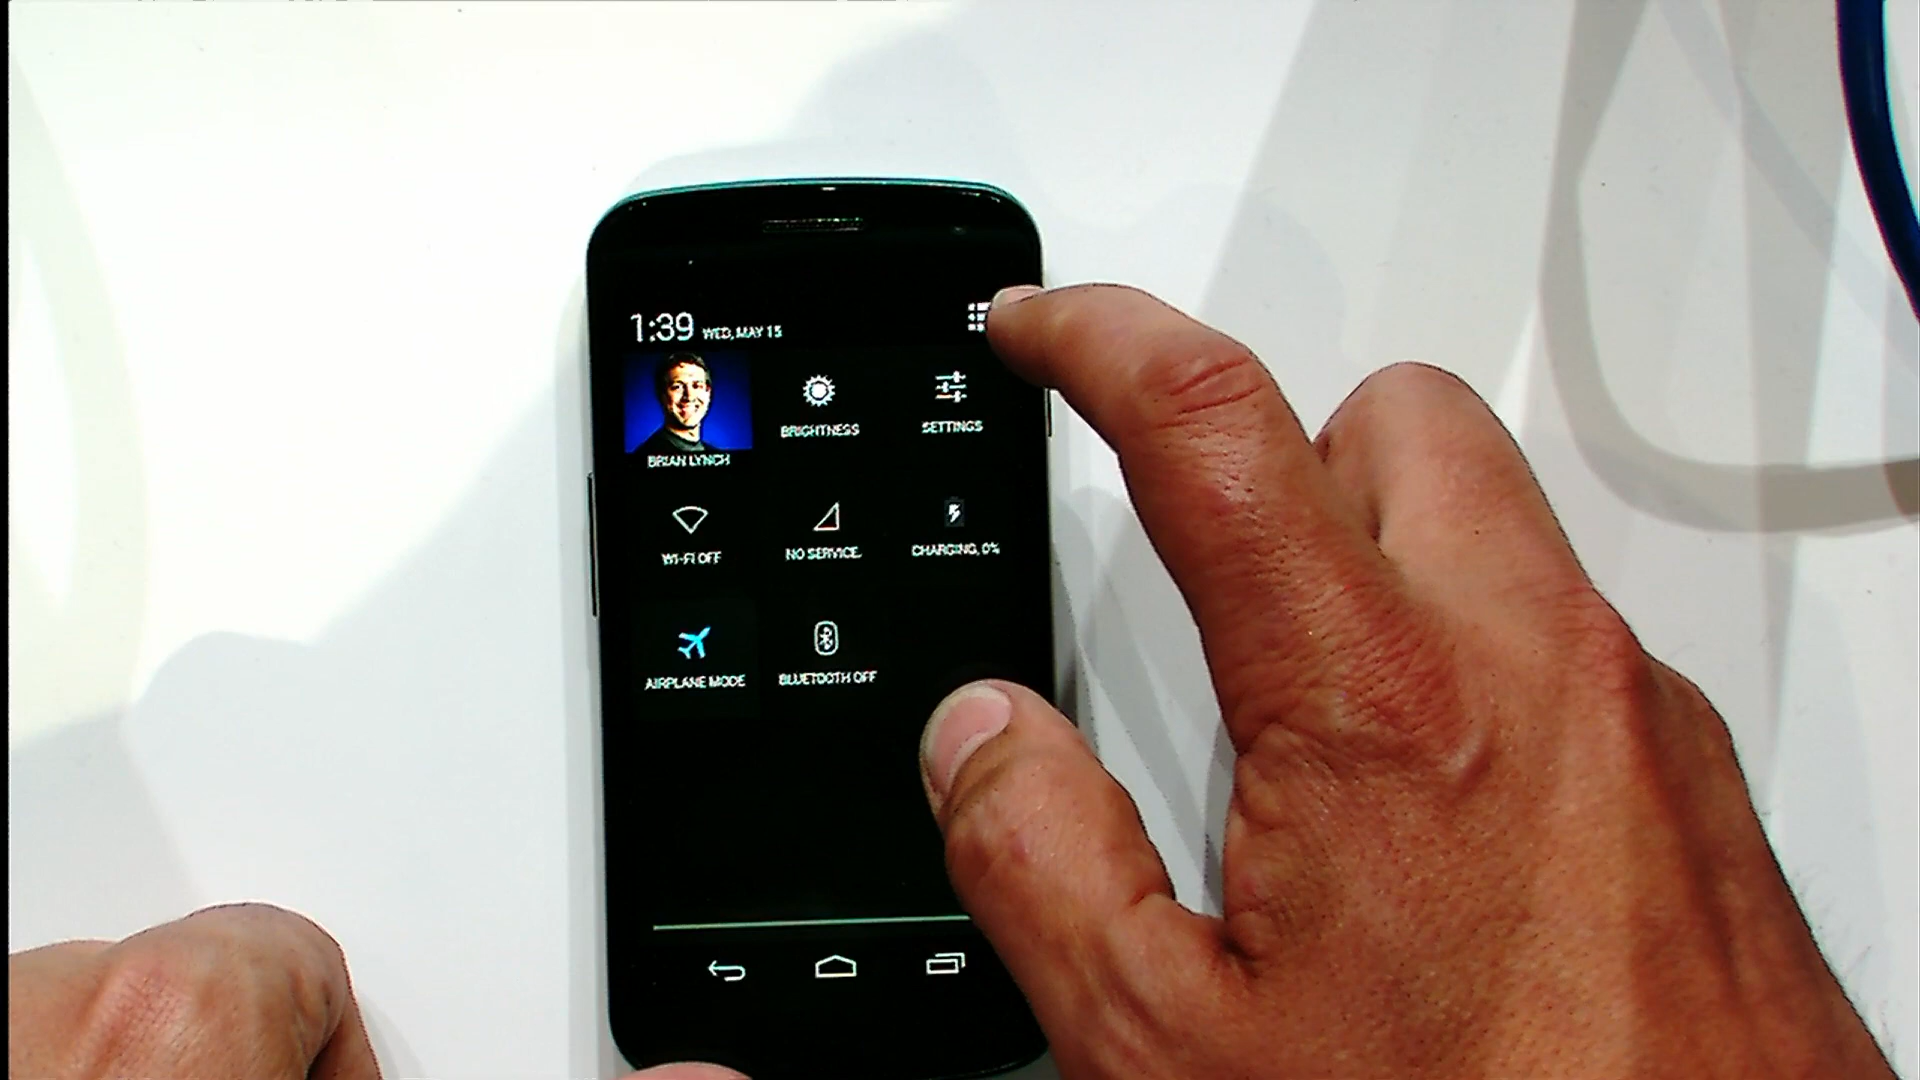 1:39 WED, MAY 15
BRIGHTNESS
SETTINGS
BRIAN LYNCH
WI-FI OFF
NO SERVICE.
CHARGING, 0%
AIRPLANE MODE
BLUETOOTH OFF